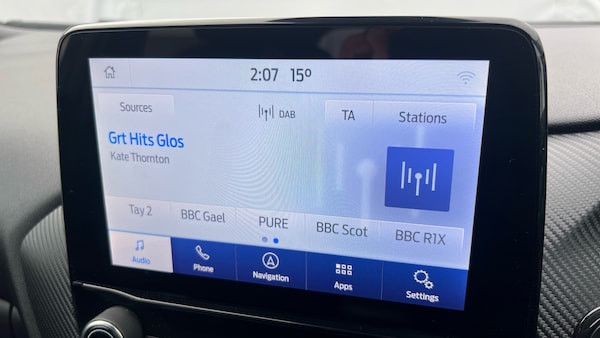 2:07 15°
Sources DAB TA Stations
Grt Hits Glos
Kate Thornton
Tay 2 BBC Gael PURE BBC Scot BBC R1X
Audio Phone Navigation Apps Settings